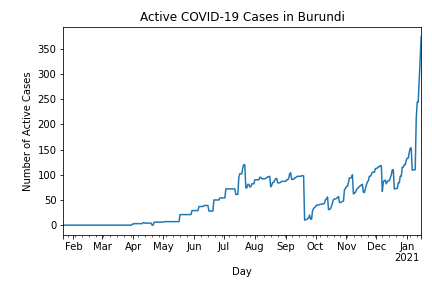 Active COVID-19 Cases in Burundi
Number of Active Cases
350
300
250
200
150
100
50
0
Feb Mar Apr May Jun Jul Aug Sep Oct Nov Dec Jan
2021
Day